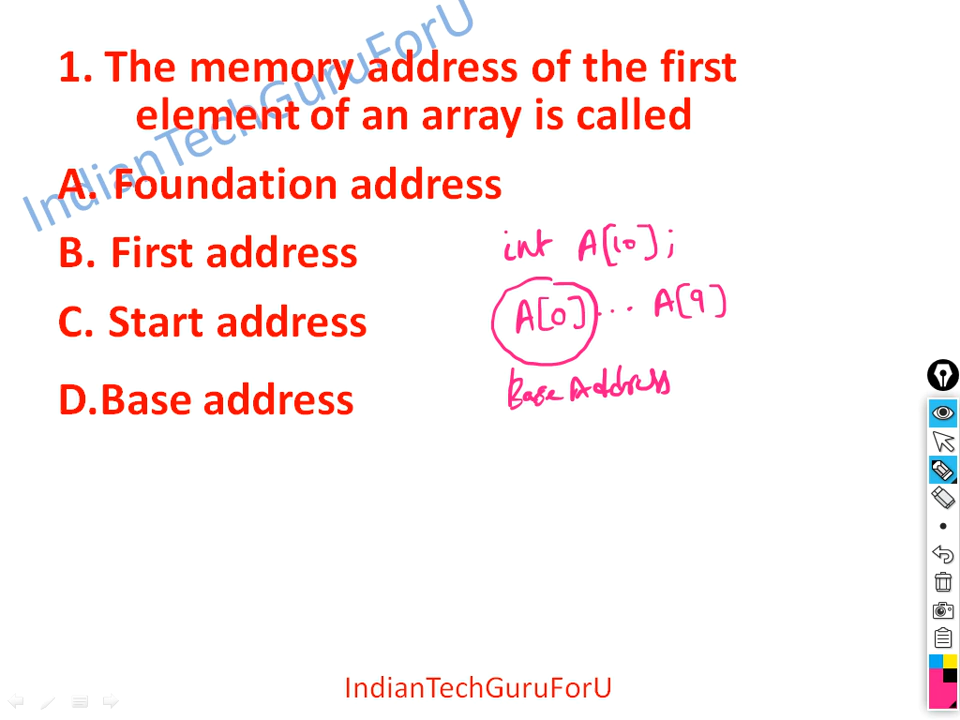 IndianTechGuruForU
1. The memory address of the first
element of an array is called
A. Foundation address
B. First address
C. Start address
D.Base address
int A[10];
A[0] ... A[9]
Base Address
IndianTechGuruForU